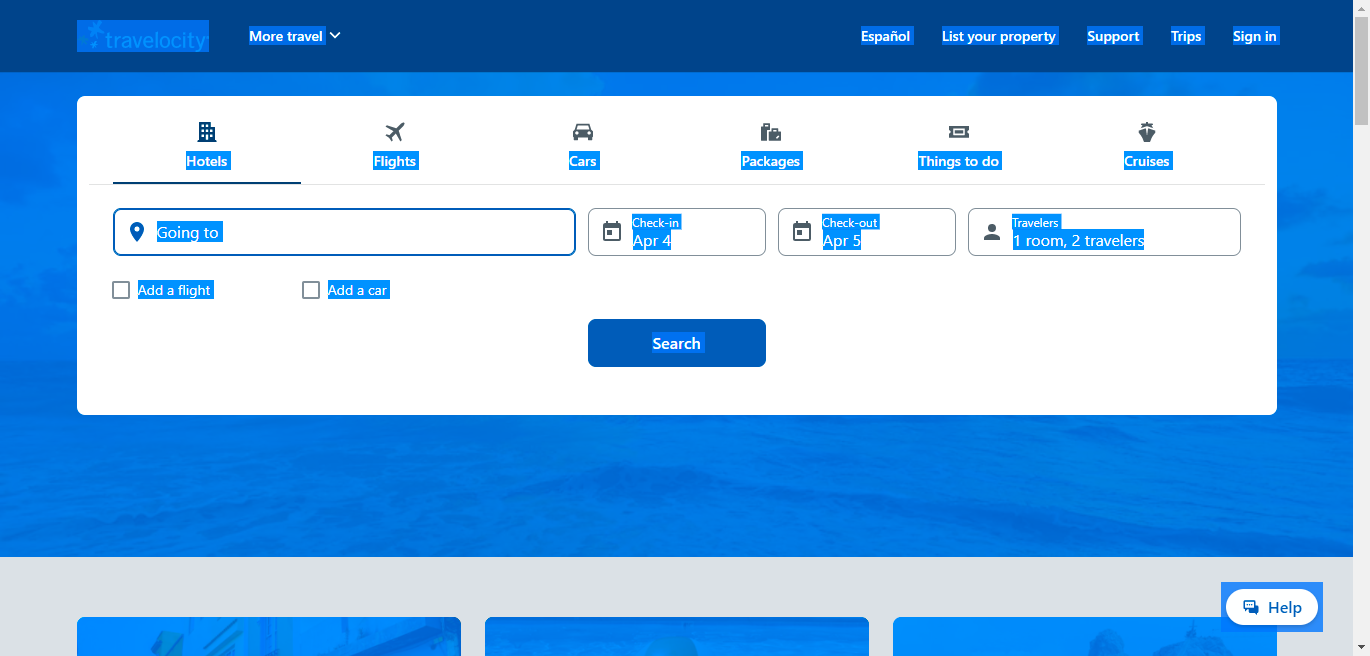 travelocity
More travel
Español
List your property
Support
Trips
Sign in
Hotels
Flights
Cars
Packages
Things to do
Cruises
Going to
Check-in
Apr 4
Check-out
Apr 5
Travelers
1 room, 2 travelers
Add a flight
Add a car
Search
Help